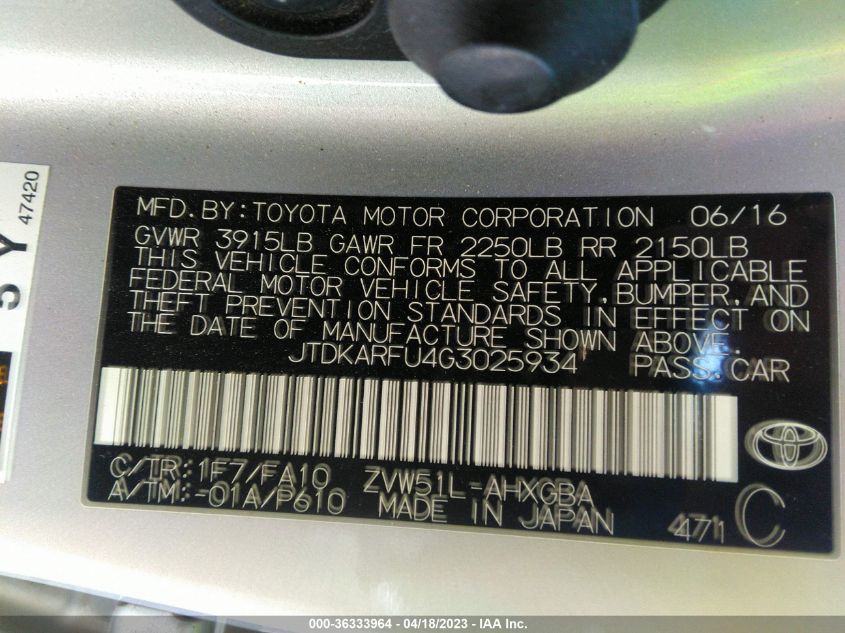 47420
5Y
MFD.BY:TOYOTA MOTOR CORPORATION 06/16
GVWR 3915LB GAWR FR 2250LB RR 2150LB
THIS VEHICLE CONFORMS TO ALL APPLICABLE
FEDERAL MOTOR VEHICLE SAFETY,BUMPER,AND
THEFT PREVENTION STANDARDS IN EFFECT ON
THE DATE OF MANUFACTURE SHOWN ABOVE.
JTDKARFU4G3025934 PASS.CAR
C/TR:1F7/FA10 ZVW51L-AHXGBA
A/TM:-01A/P610 MADE IN JAPAN 4711 C
000-36333964 - 04/18/2023 - IAA Inc.